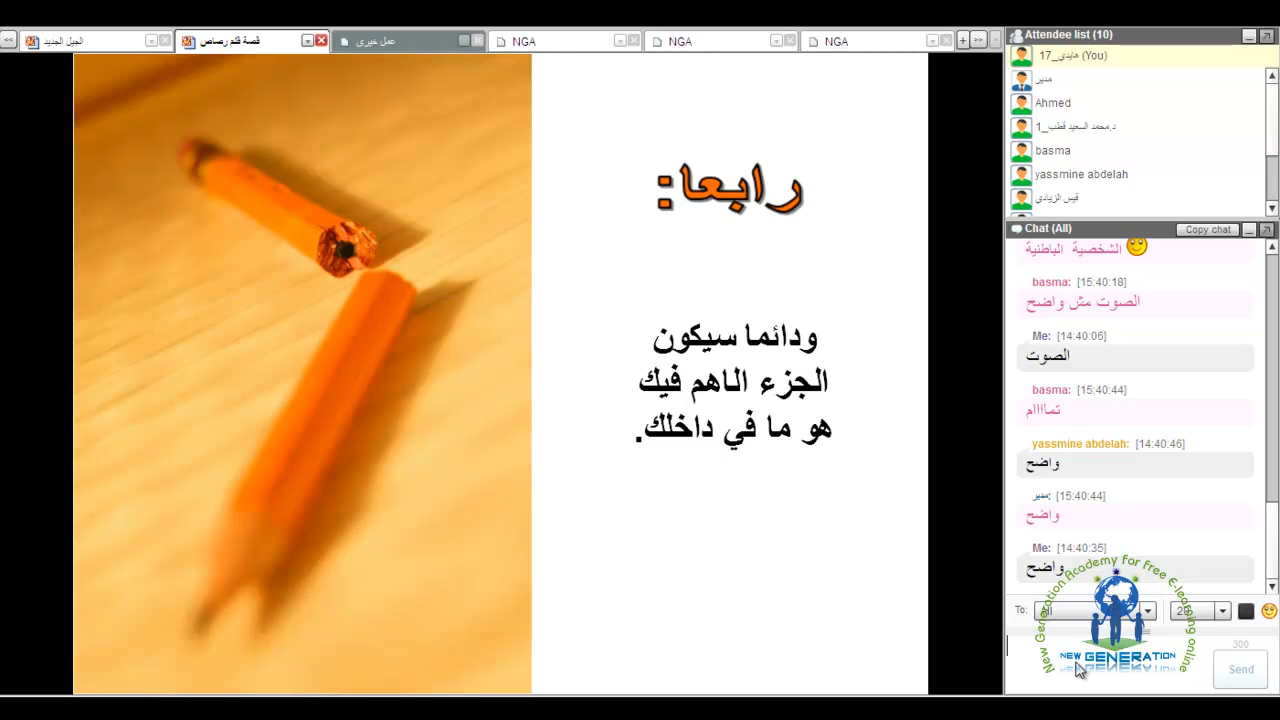 الجيل الجديد
قصة قلم رصاص
عمل خيرى
NGA
NGA
NGA
رابعا:
ودائما سيكون
الجزء الاهم فيك
هو ما في داخلك.
Attendee list (10)
هايدي_17 (You)
مدير
Ahmed
د.محمد السعيد قطب_1
basma
yassmine abdelah
قيس الزيادي
Chat (All)
Copy chat
الشخصية الباطنية
basma: [15:40:18]
الصوت مش واضح
Me: [14:40:06]
الصوت
basma: [15:40:44]
تماااام
yassmine abdelah: [14:40:46]
واضح
مدير: [15:40:44]
واضح
Me: [14:40:35]
واضح
To:
300
Send
New Generation Academy for Free E-learning online
NEW GENERATION